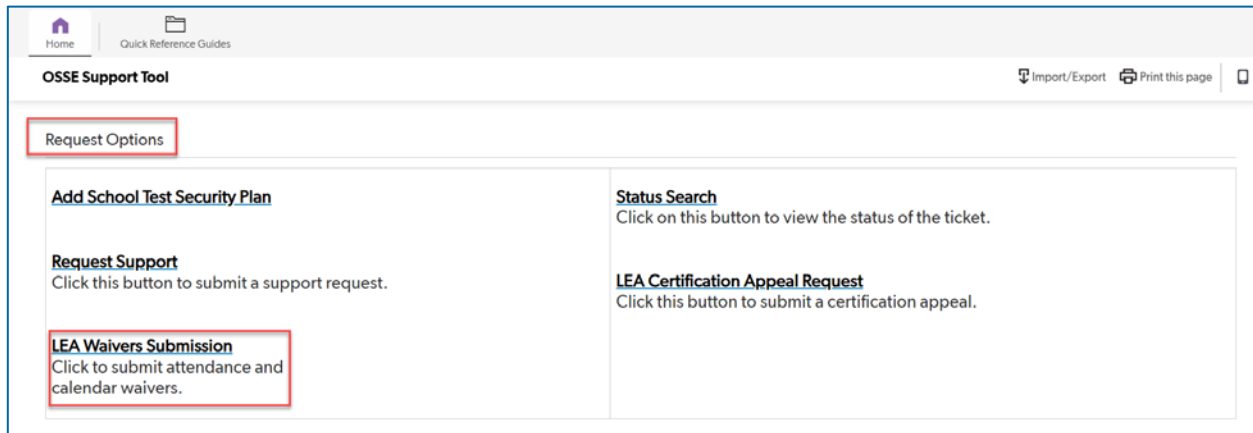 Home
Quick Reference Guides
OSSE Support Tool
Import/Export
Print this page
Request Options
Add School Test Security Plan
Request Support
Click this button to submit a support request.
LEA Waivers Submission
Click to submit attendance and
calendar waivers.
Status Search
Click on this button to view the status of the ticket.
LEA Certification Appeal Request
Click this button to submit a certification appeal.